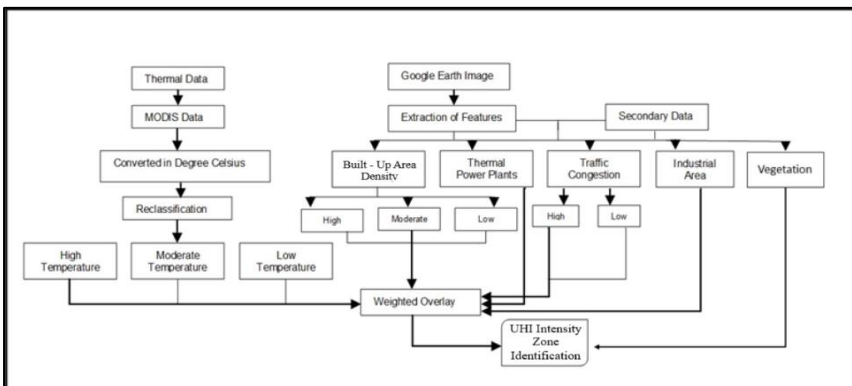 Thermal Data
MODIS Data
Converted in Degree Celsius
Reclassification
High
Temperature
Moderate
Temperature
Low
Temperature
Google Earth Image
Extraction of Features
Secondary Data
Built - Up Area
Density
Thermal
Power Plants
Traffic
Congestion
Industrial
Area
Vegetation
High
Moderate
Low
High
Low
Weighted Overlay
UHI Intensity
Zone
Identification